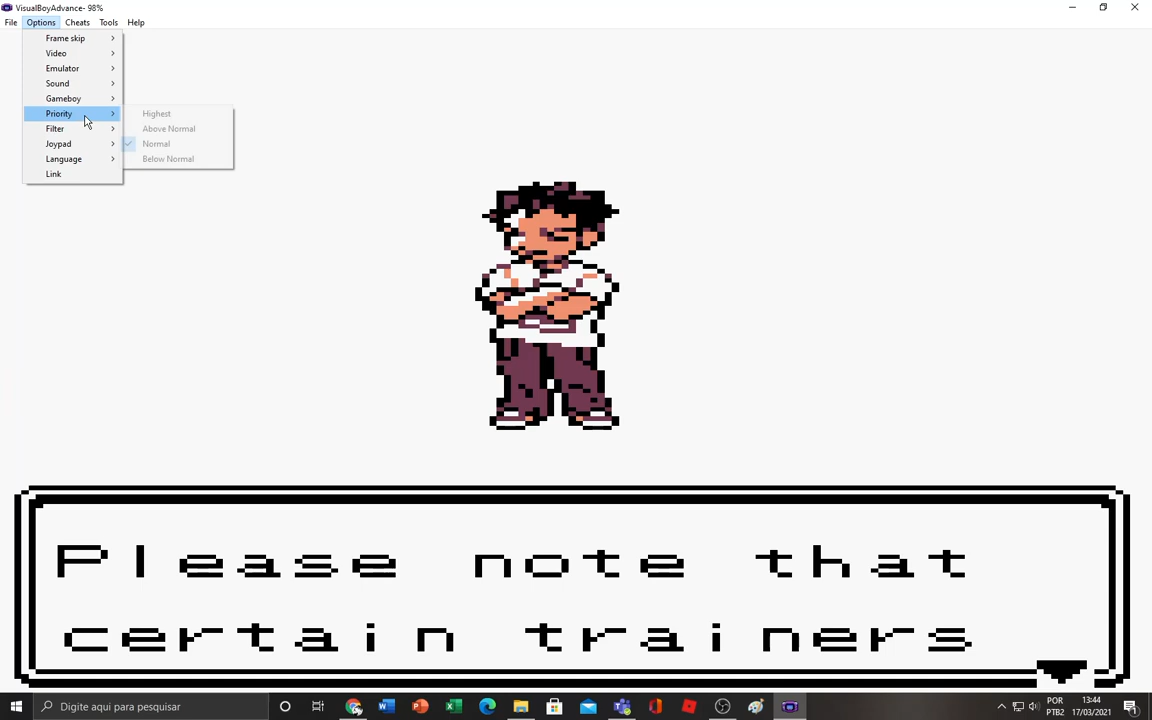 VisualBoyAdvance- 98%
File Options Cheats Tools Help
Frame skip
Video
Emulator
Sound
Gameboy
Priority
Filter
Joypad
Language
Link
Highest
Above Normal
Normal
Below Normal
Please note that
certain trainers
Digite aqui para pesquisar
POR
PTB2
13:44
17/03/2021